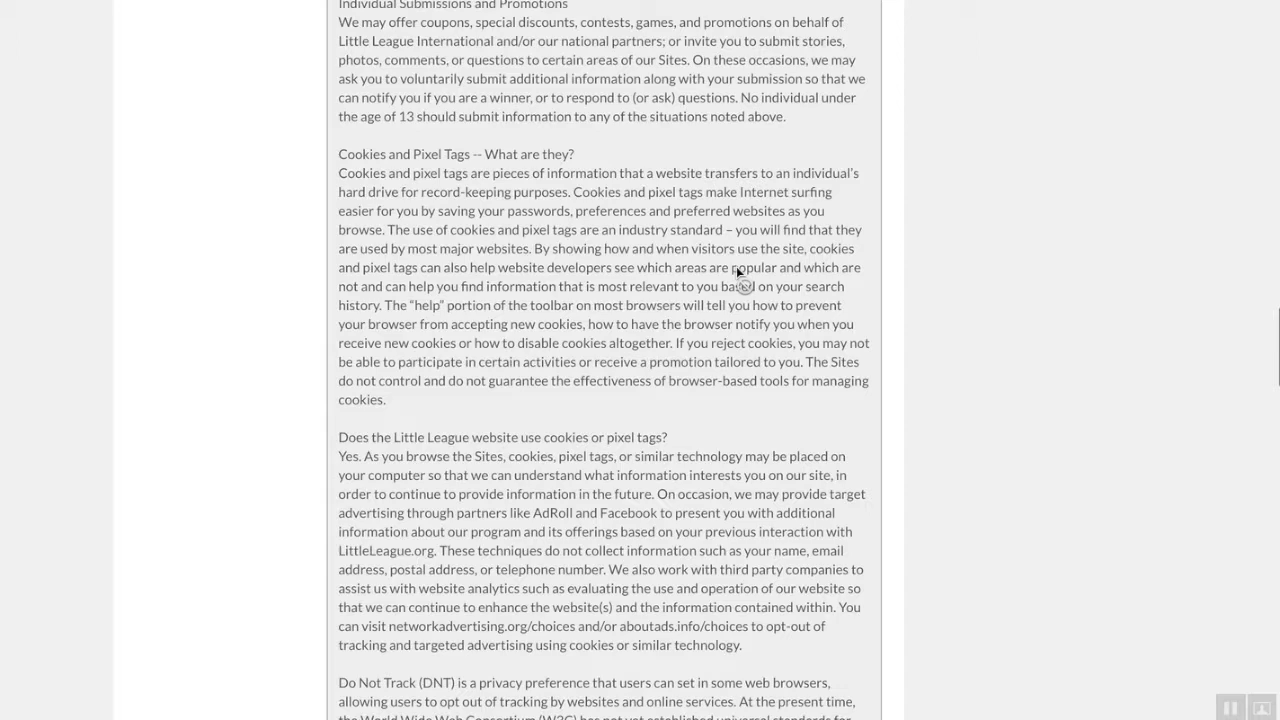 Individual Submissions and Promotions
We may offer coupons, special discounts, contests, games, and promotions on behalf of
Little League International and/or our national partners; or invite you to submit stories,
photos, comments, or questions to certain areas of our Sites. On these occasions, we may
ask you to voluntarily submit additional information along with your submission so that we
can notify you if you are a winner, or to respond to (or ask) questions. No individual under
the age of 13 should submit information to any of the situations noted above.
Cookies and Pixel Tags -- What are they?
Cookies and pixel tags are pieces of information that a website transfers to an individual’s
hard drive for record-keeping purposes. Cookies and pixel tags make Internet surfing
easier for you by saving your passwords, preferences and preferred websites as you
browse. The use of cookies and pixel tags are an industry standard – you will find that they
are used by most major websites. By showing how and when visitors use the site, cookies
and pixel tags can also help website developers see which areas are popular and which are
not and can help you find information that is most relevant to you based on your search
history. The “help” portion of the toolbar on most browsers will tell you how to prevent
your browser from accepting new cookies, how to have the browser notify you when you
receive new cookies or how to disable cookies altogether. If you reject cookies, you may not
be able to participate in certain activities or receive a promotion tailored to you. The Sites
do not control and do not guarantee the effectiveness of browser-based tools for managing
cookies.
Does the Little League website use cookies or pixel tags?
Yes. As you browse the Sites, cookies, pixel tags, or similar technology may be placed on
your computer so that we can understand what information interests you on our site, in
order to continue to provide information in the future. On occasion, we may provide target
advertising through partners like AdRoll and Facebook to present you with additional
information about our program and its offerings based on your previous interaction with
LittleLeague.org. These techniques do not collect information such as your name, email
address, postal address, or telephone number. We also work with third party companies to
assist us with website analytics such as evaluating the use and operation of our website so
that we can continue to enhance the website(s) and the information contained within. You
can visit networkadvertising.org/choices and/or aboutads.info/choices to opt-out of
tracking and targeted advertising using cookies or similar technology.
Do Not Track (DNT) is a privacy preference that users can set in some web browsers,
allowing users to opt out of tracking by websites and online services. At the present time,
the World Wide Web Consortium (W3C) has not yet established universal standards for